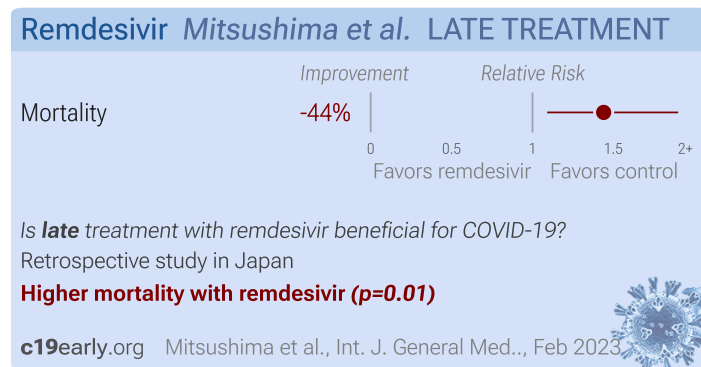 Remdesivir Mitsushima et al. LATE TREATMENT
Improvement Relative Risk
Mortality -44%
0 0.5 1 1.5 2+
Favors remdesivir Favors control
Is late treatment with remdesivir beneficial for COVID-19?
Retrospective study in Japan
Higher mortality with remdesivir (p=0.01)
c19early.org Mitsushima et al., Int. J. General Med.., Feb 2023